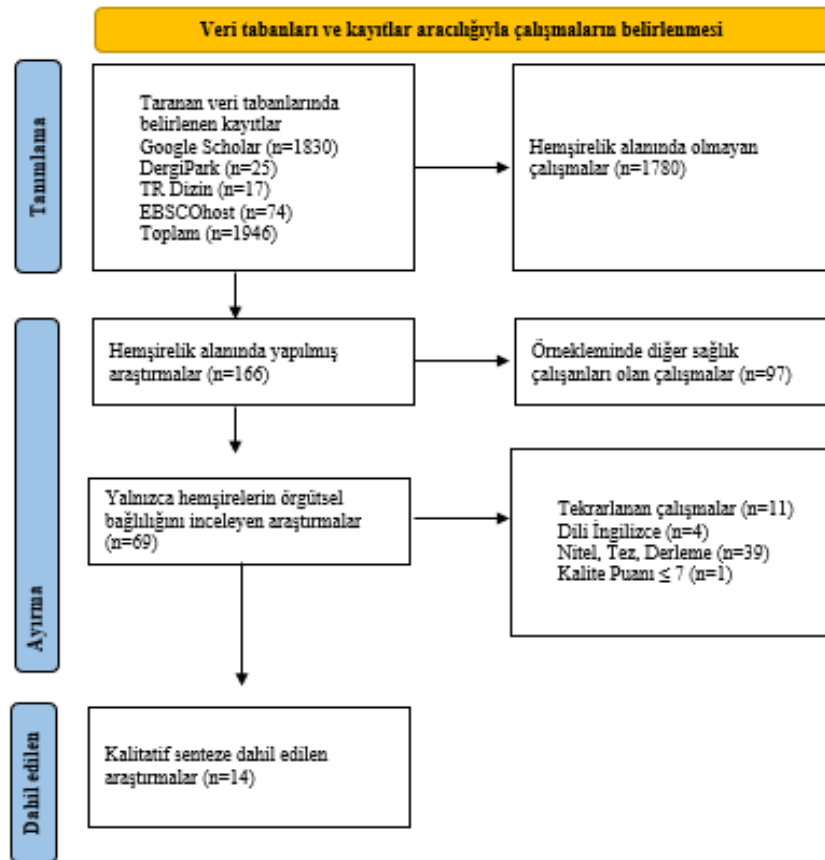 Veri tabanları ve kayıtlar aracılığıyla çalışmaların belirlenmesi
Tanımlama
Taranan veri tabanlarında
belirlenen kayıtlar
Google Scholar (n=1830)
DergiPark (n=25)
TR Dizin (n=17)
EBSCOhost (n=74)
Toplam (n=1946)
Hemşirelik alanında olmayan
çalışmalar (n=1780)
Ayırma
Hemşirelik alanında yapılmış
araştırmalar (n=166)
Örnekleminde diğer sağlık
çalışanları olan çalışmalar (n=97)
Yalnızca hemşirelerin örgütsel
bağlılığını inceleyen araştırmalar
(n=69)
Tekrarlanan çalışmalar (n=11)
Dili İngilizce (n=4)
Nitel, Tez, Derleme (n=39)
Kalite Puanı ≤ 7 (n=1)
Dahil edilen
Kalitatif senteze dahil edilen
araştırmalar (n=14)